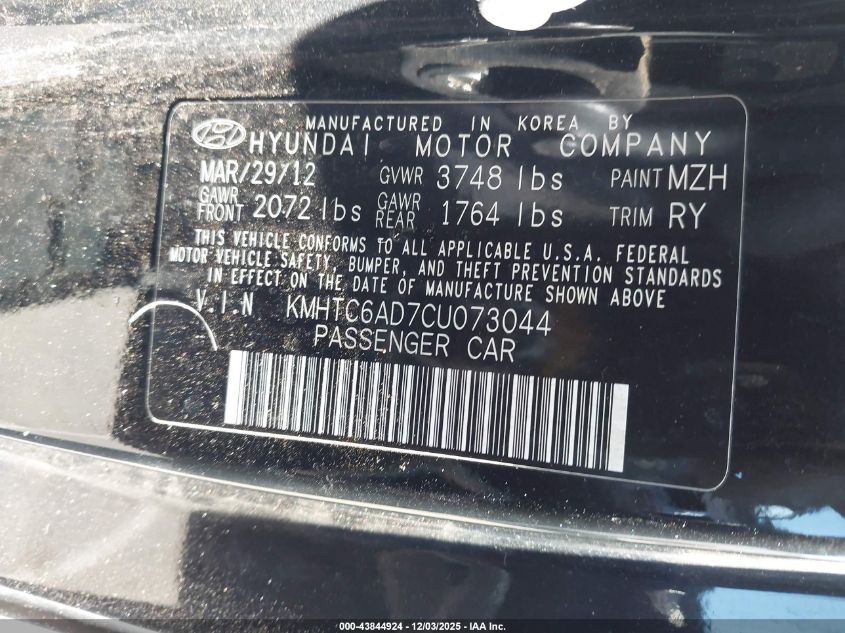 MANUFACTURED IN KOREA BY
HYUNDAI MOTOR COMPANY
MAR/29/12 GVWR 3748 lbs PAINT MZH
GAWR FRONT 2072 lbs GAWR REAR 1764 lbs TRIM RY
THIS VEHICLE CONFORMS TO ALL APPLICABLE U.S.A. FEDERAL
MOTOR VEHICLE SAFETY, BUMPER, AND THEFT PREVENTION STANDARDS
IN EFFECT ON THE DATE OF MANUFACTURE SHOWN ABOVE
V.I.N KMHTC6AD7CU073044
PASSENGER CAR
000-43844924 - 12/03/2025 - IAA Inc.